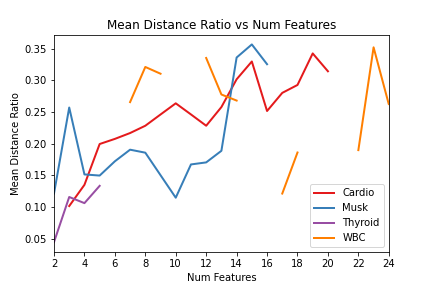 Mean Distance Ratio vs Num Features
Mean Distance Ratio
0.35
0.30
0.25
0.20
0.15
0.10
0.05
2 4 6 8 10 12 14 16 18 20 22 24
Num Features
Cardio
Musk
Thyroid
WBC